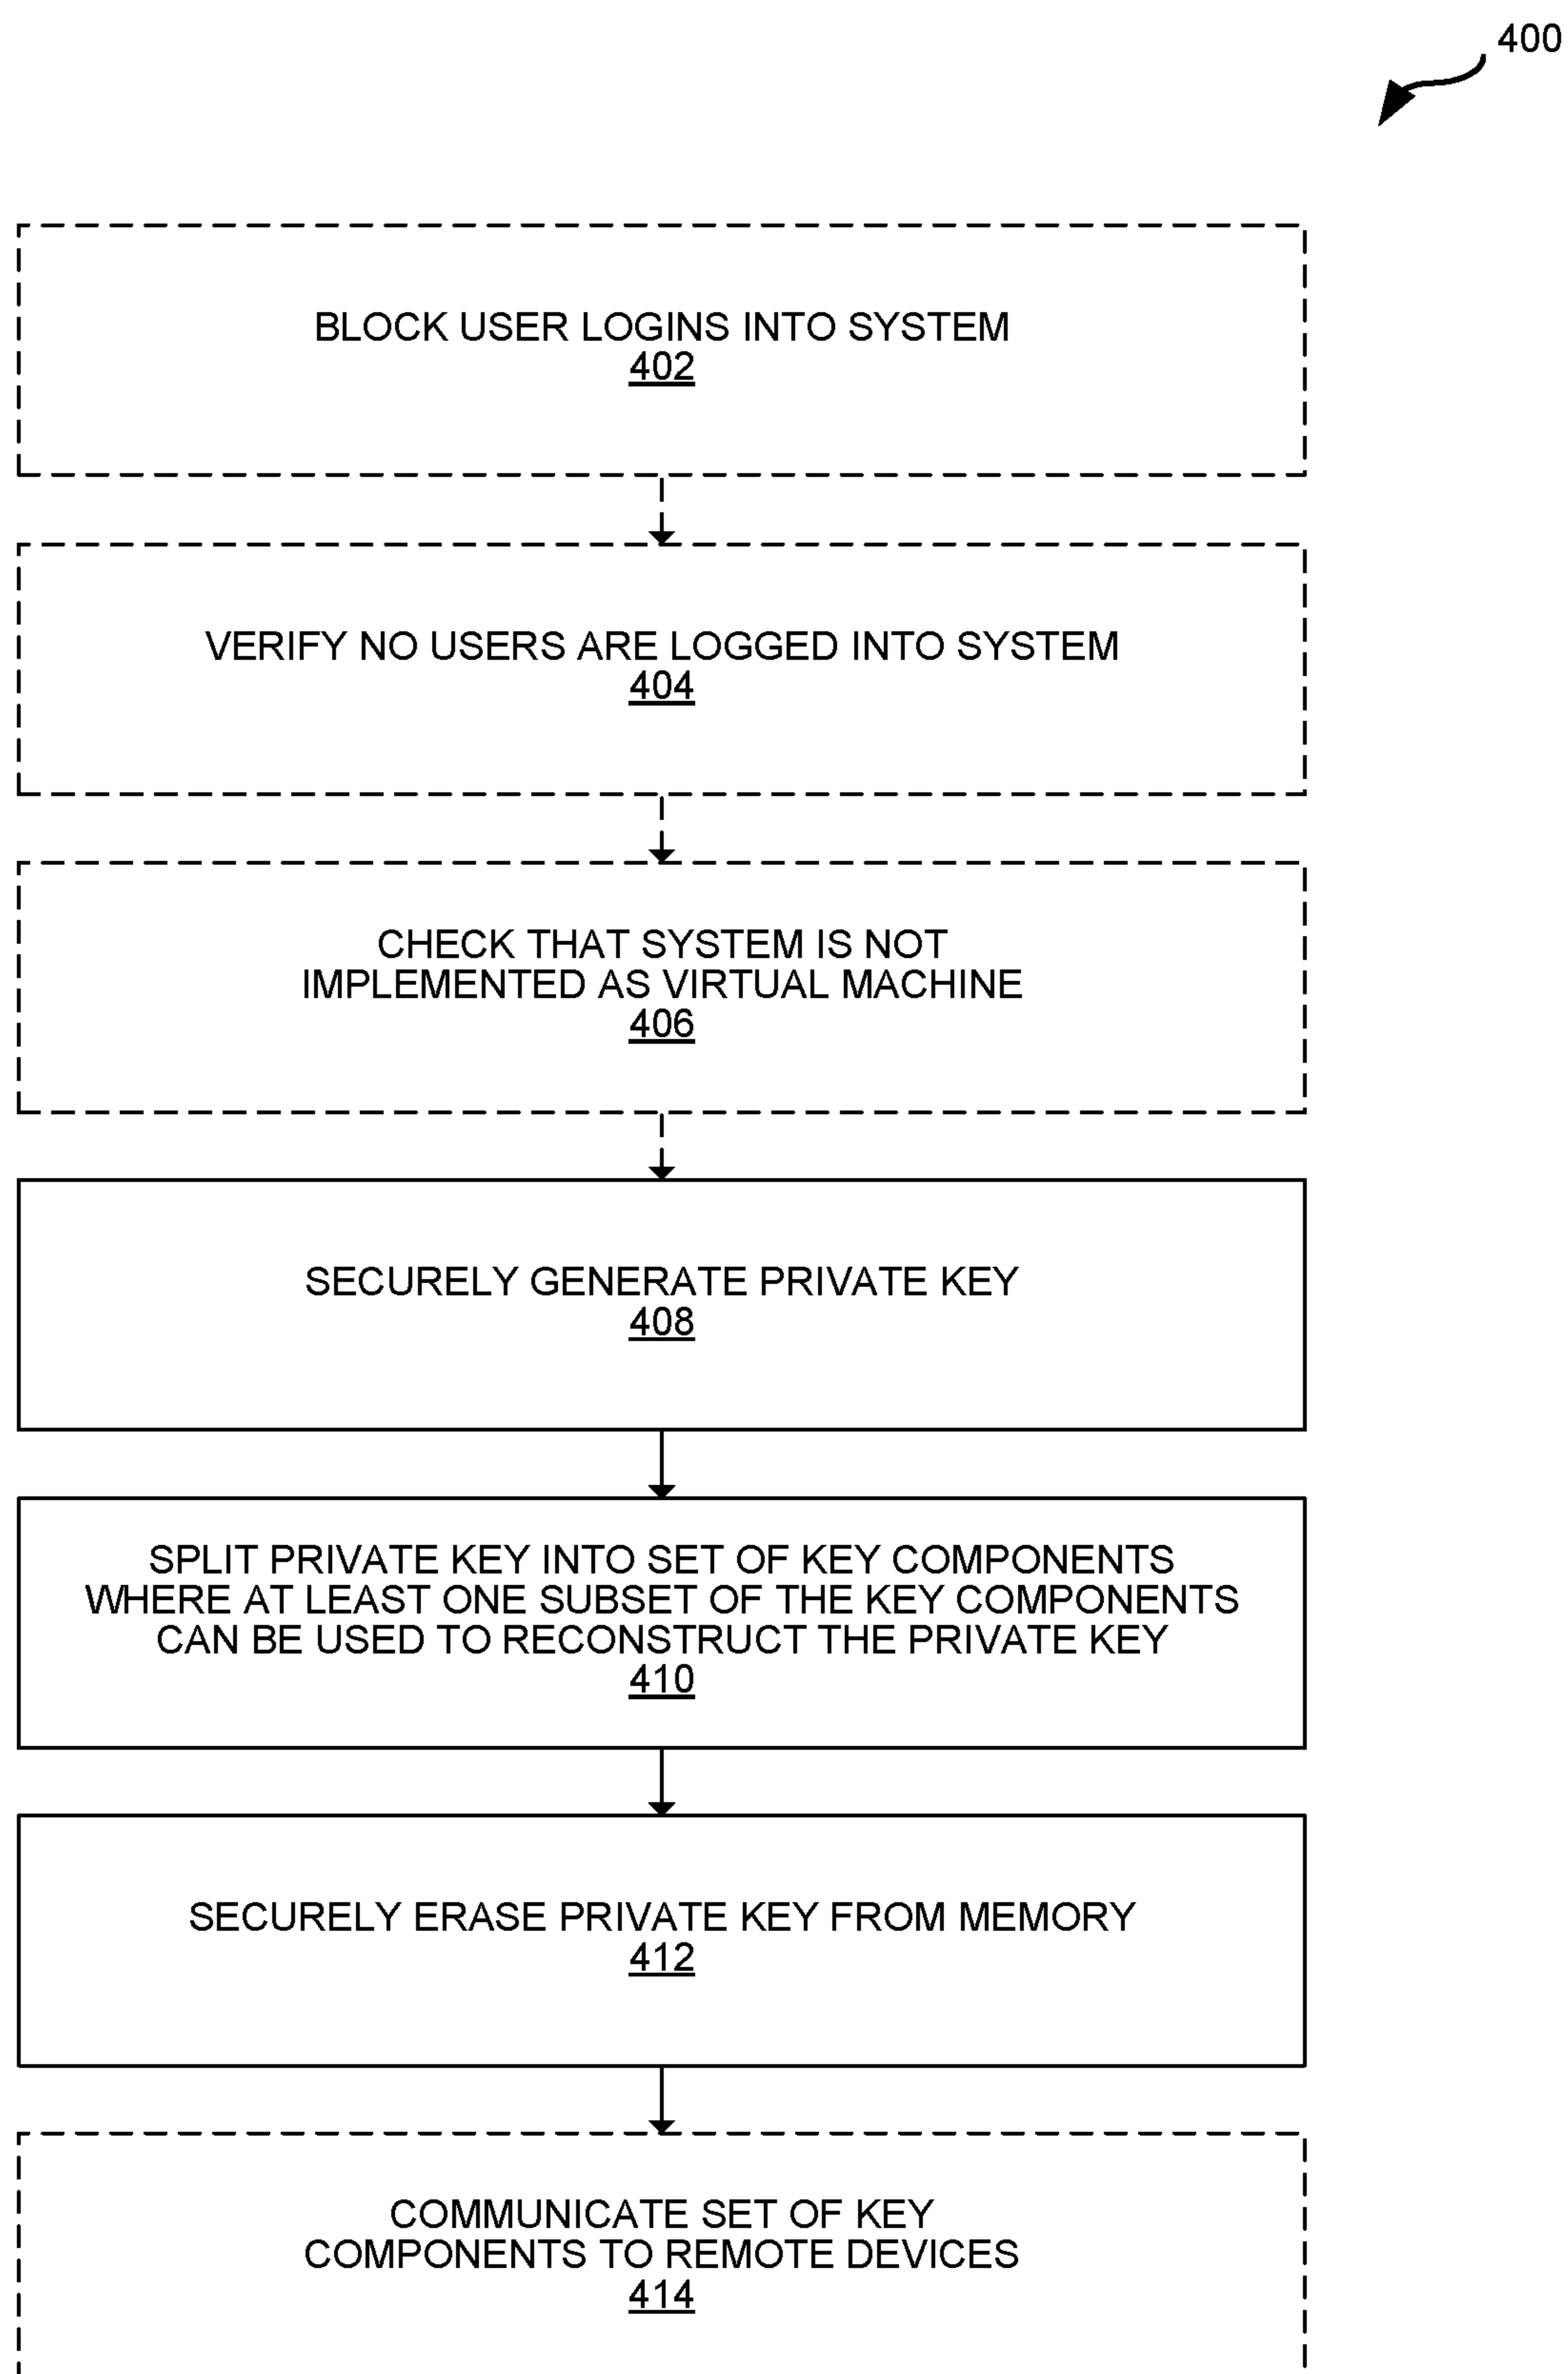 400
BLOCK USER LOGINS INTO SYSTEM
402
VERIFY NO USERS ARE LOGGED INTO SYSTEM
404
CHECK THAT SYSTEM IS NOT
IMPLEMENTED AS VIRTUAL MACHINE
406
SECURELY GENERATE PRIVATE KEY
408
SPLIT PRIVATE KEY INTO SET OF KEY COMPONENTS
WHERE AT LEAST ONE SUBSET OF THE KEY COMPONENTS
CAN BE USED TO RECONSTRUCT THE PRIVATE KEY
410
SECURELY ERASE PRIVATE KEY FROM MEMORY
412
COMMUNICATE SET OF KEY
COMPONENTS TO REMOTE DEVICES
414